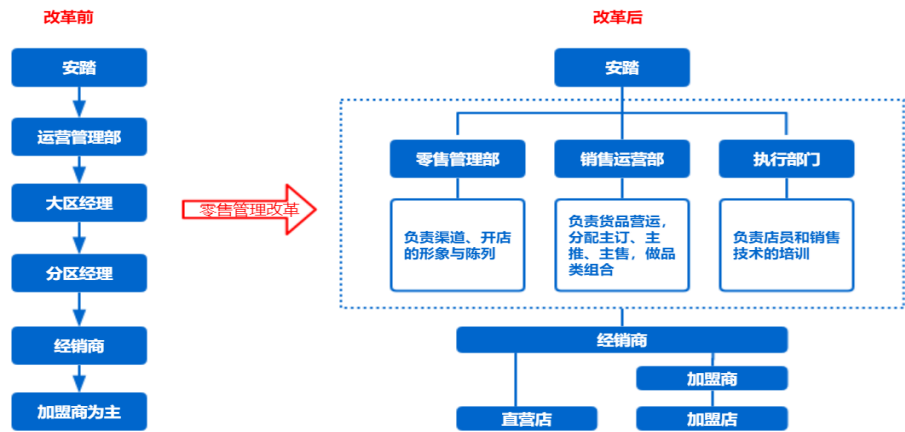 改革前
安踏
运营管理部
大区经理
分区经理
经销商
加盟商为主
零售管理改革
改革后
安踏
零售管理部
销售运营部
执行部门
负责渠道、开店
的形象与陈列
负责货品营运，
分配主订、主
推、主售，做品
类组合
负责店员和销售
技术的培训
经销商
加盟商
直营店
加盟店